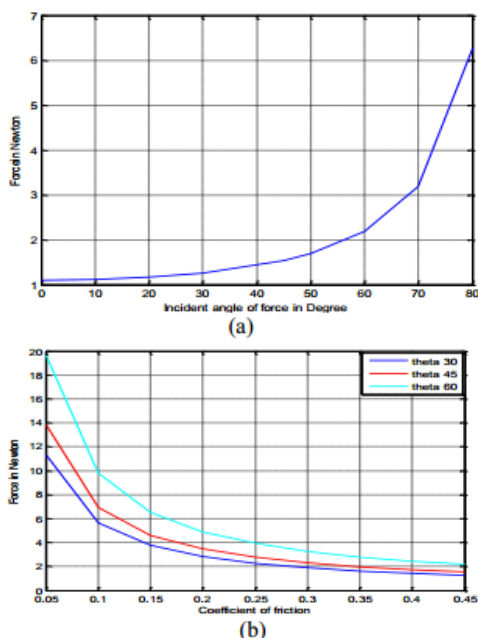 7
6
5
4
3
2
1
Force in Newton
0 10 20 30 40 50 60 70 80
Incident angle of force in Degree
(a)
20
18
16
14
12
10
8
6
4
2
0
Force in Newton
theta 30
theta 45
theta 60
0.05 0.1 0.15 0.2 0.25 0.3 0.35 0.4 0.45
Coefficient of friction
(b)